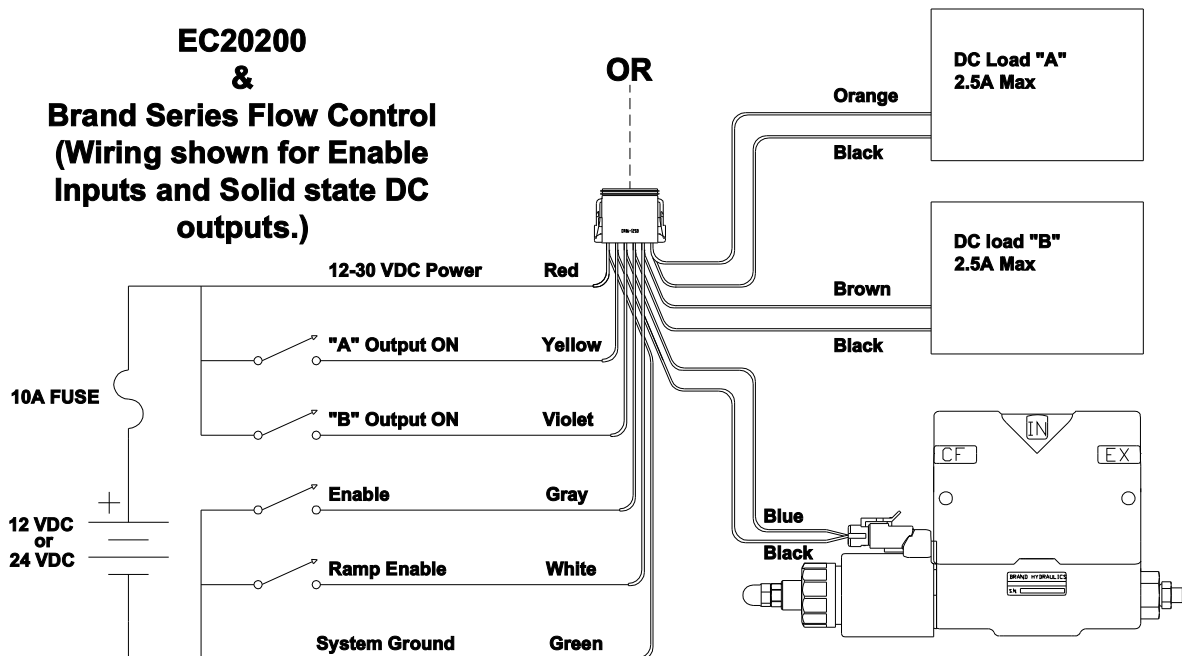 EC20200
&
Brand Series Flow Control
(Wiring shown for Enable
Inputs and Solid state DC
outputs.)
OR
DC Load "A"
2.5A Max
Orange
Black
DC load "B"
2.5A Max
Brown
Black
12-30 VDC Power Red
"A" Output ON Yellow
10A FUSE
"B" Output ON Violet
Enable Gray
+
12 VDC
or
24 VDC
Ramp Enable White
System Ground Green
Blue
Black
IN
CF
EX
BRAND HYDRAULICS
SN